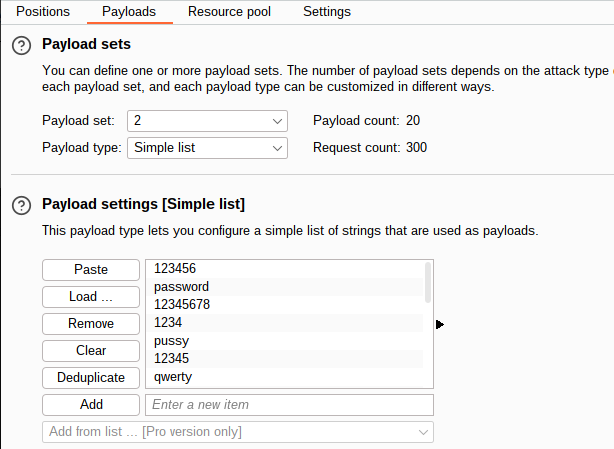 Positions Payloads Resource pool Settings
? Payload sets
You can define one or more payload sets. The number of payload sets depends on the attack type
each payload set, and each payload type can be customized in different ways.
Payload set: 2 Payload count: 20
Payload type: Simple list Request count: 300
? Payload settings [Simple list]
This payload type lets you configure a simple list of strings that are used as payloads.
Paste
Load ...
Remove
Clear
Deduplicate
123456
password
12345678
1234
pussy
12345
qwerty
Add Enter a new item
Add from list ... [Pro version only]